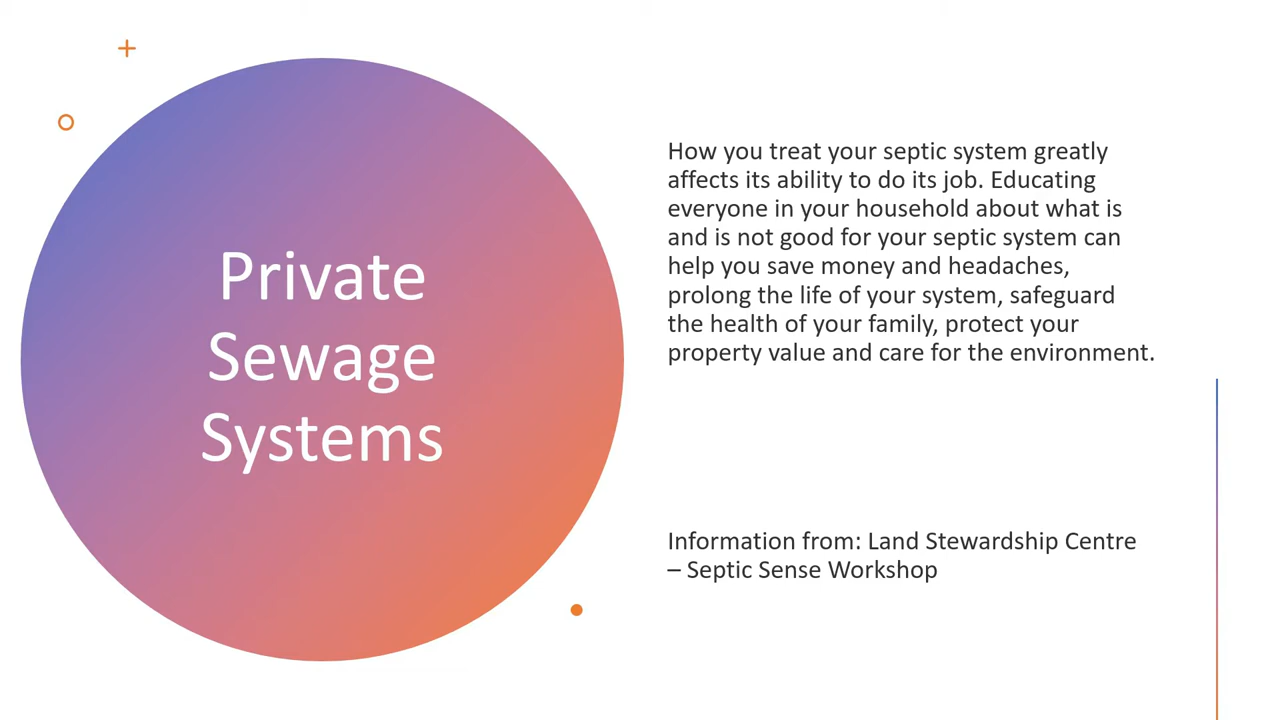 Private
Sewage
Systems
How you treat your septic system greatly
affects its ability to do its job. Educating
everyone in your household about what is
and is not good for your septic system can
help you save money and headaches,
prolong the life of your system, safeguard
the health of your family, protect your
property value and care for the environment.
Information from: Land Stewardship Centre
– Septic Sense Workshop